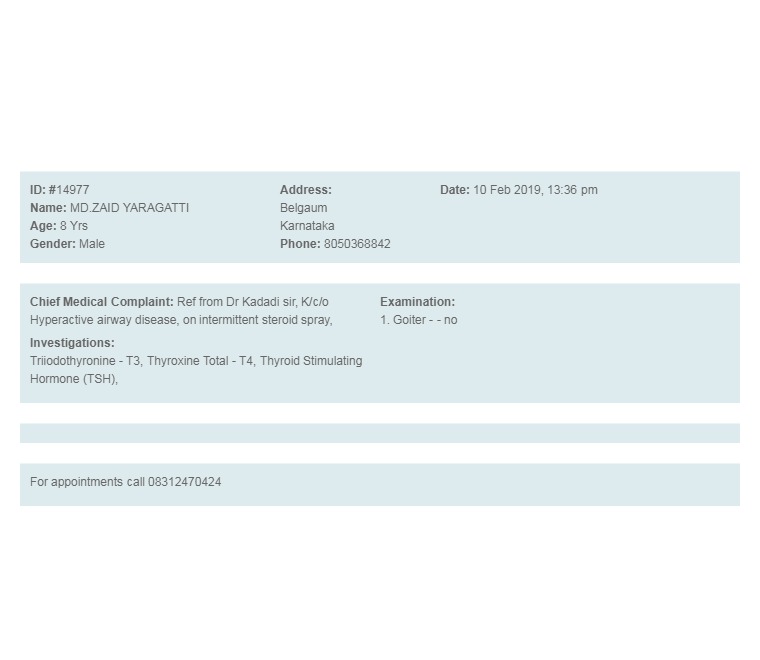 ID: #14977
Name: MD.ZAID YARAGATTI
Age: 8 Yrs
Gender: Male
Address:
Belgaum
Karnataka
Phone: 8050368842
Date: 10 Feb 2019, 13:36 pm
Chief Medical Complaint: Ref from Dr Kadadi sir, K/c/o
Hyperactive airway disease, on intermittent steroid spray,
Investigations:
Triiodothyronine - T3, Thyroxine Total - T4, Thyroid Stimulating
Hormone (TSH),
Examination:
1. Goiter - - no
For appointments call 08312470424